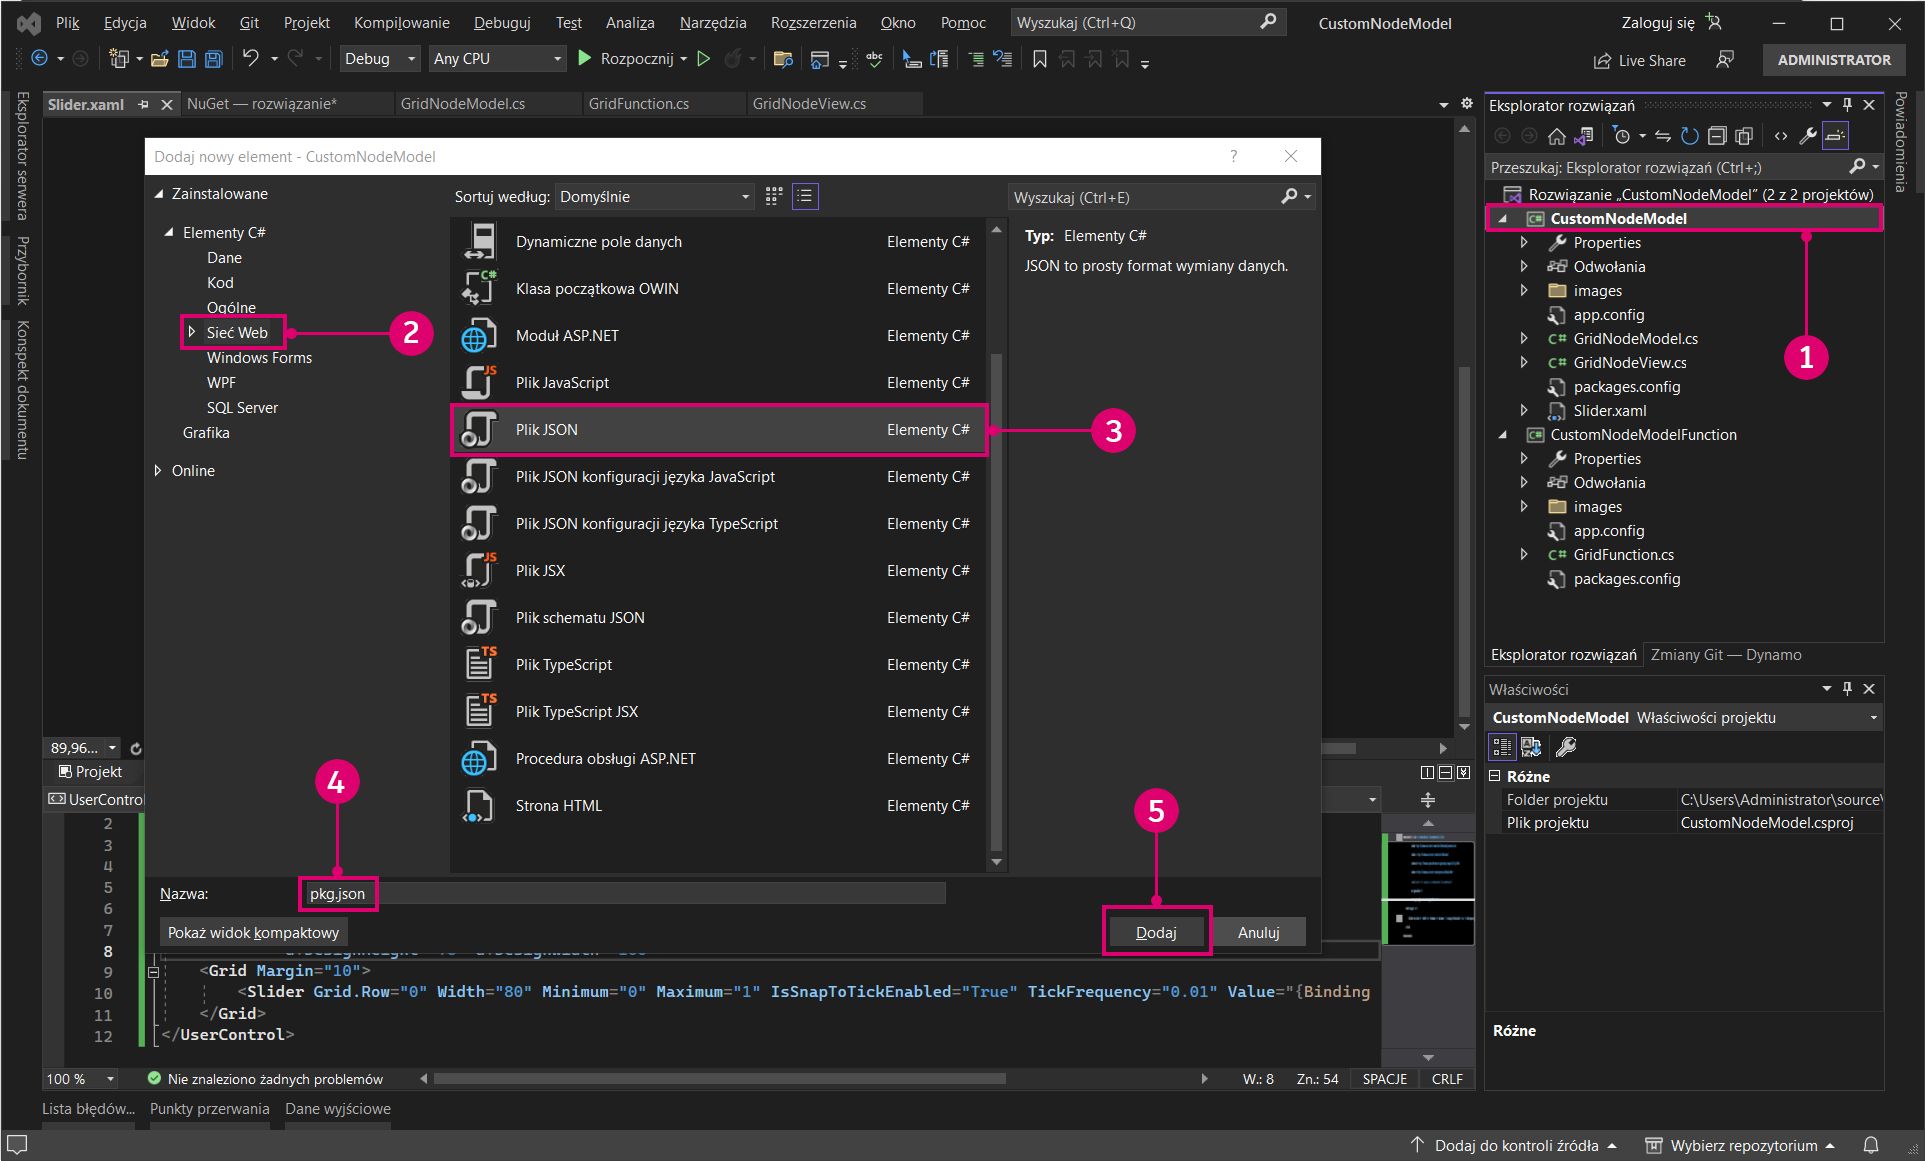 Plik Edycja Widok Git Projekt Kompilowanie Debuguj Test Analiza Narzędzia Rozszerzenia Okno Pomoc Wyszukaj (Ctrl+Q) CustomNodeModel Zaloguj się
Debug Any CPU Rozpocznij abc Live Share ADMINISTRATOR
Eksplorator serwera
Przybornik
Konspekt dokumentu
Slider.xaml NuGet — rozwiązanie* GridNodeModel.cs GridFunction.cs GridNodeView.cs
Dodaj nowy element - CustomNodeModel ?
Zainstalowane
Elementy C#
Dane
Kod
Ogólne
Sieć Web
2
Windows Forms
WPF
SQL Server
Grafika
Online
Sortuj według: Domyślnie
Dynamiczne pole danych Elementy C#
Klasa początkowa OWIN Elementy C#
Moduł ASP.NET Elementy C#
Plik JavaScript Elementy C#
Plik JSON Elementy C#
3
Plik JSON konfiguracji języka JavaScript Elementy C#
Plik JSON konfiguracji języka TypeScript Elementy C#
Plik JSX Elementy C#
Plik schematu JSON Elementy C#
Plik TypeScript Elementy C#
Plik TypeScript JSX Elementy C#
Procedura obsługi ASP.NET Elementy C#
Strona HTML Elementy C#
Wyszukaj (Ctrl+E)
Typ: Elementy C#
JSON to prosty format wymiany danych.
4
5
Nazwa: pkg.json
Pokaż widok kompaktowy Dodaj Anuluj
89,96...
Projekt
UserControl
2
3
4
5
6
7
8
9 <Grid Margin="10">
10 <Slider Grid.Row="0" Width="80" Minimum="0" Maximum="1" IsSnapToTickEnabled="True" TickFrequency="0.01" Value="{Binding
11 </Grid>
12 </UserControl>
100 % Nie znaleziono żadnych problemów W.: 8 Zn.: 54 SPACJE CRLF
Lista błędów... Punkty przerwania Dane wyjściowe
Eksplorator rozwiązań
Przeszukaj: Eksplorator rozwiązań (Ctrl+;)
Rozwiązanie „CustomNodeModel” (2 z 2 projektów)
CustomNodeModel
Properties
Odwołania
images
app.config
GridNodeModel.cs
GridNodeView.cs
1
packages.config
Slider.xaml
CustomNodeModelFunction
Properties
Odwołania
images
app.config
GridFunction.cs
packages.config
Eksplorator rozwiązań Zmiany Git — Dynamo
Właściwości
CustomNodeModel Właściwości projektu
Różne
Folder projektu C:\Users\Administrator\source\
Plik projektu CustomNodeModel.csproj
Różne
Powiadomienia
Dodaj do kontroli źródła Wybierz repozytorium